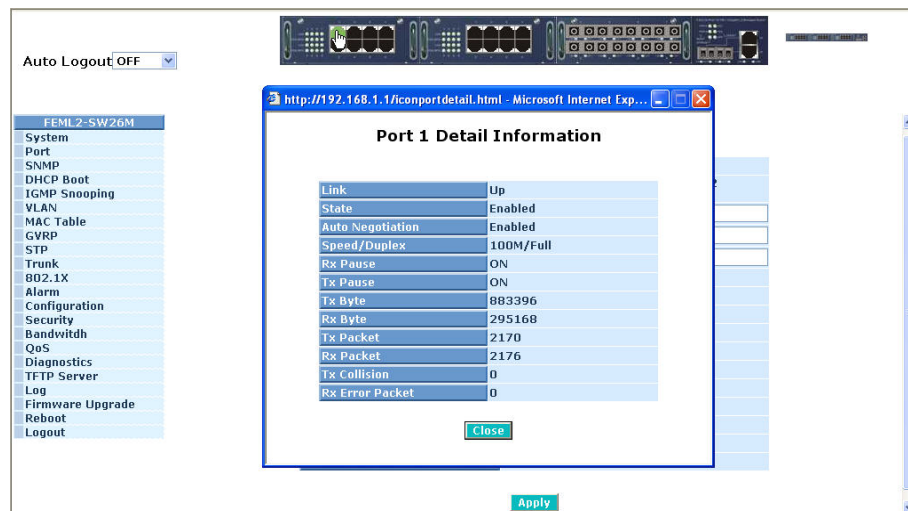 Auto Logout OFF
http://192.168.1.1/iconportdetail.html - Microsoft Internet Exp...
FEML2-SW26M
System
Port
SNMP
DHCP Boot
IGMP Snooping
VLAN
MAC Table
GVRP
STP
Trunk
802.1X
Alarm
Configuration
Security
Bandwitdh
QoS
Diagnostics
TFTP Server
Log
Firmware Upgrade
Reboot
Logout
Port 1 Detail Information
Link Up
State Enabled
Auto Negotiation Enabled
Speed/Duplex 100M/Full
Rx Pause ON
Tx Pause ON
Tx Byte 883396
Rx Byte 295168
Tx Packet 2170
Rx Packet 2176
Tx Collision 0
Rx Error Packet 0
Close
Apply